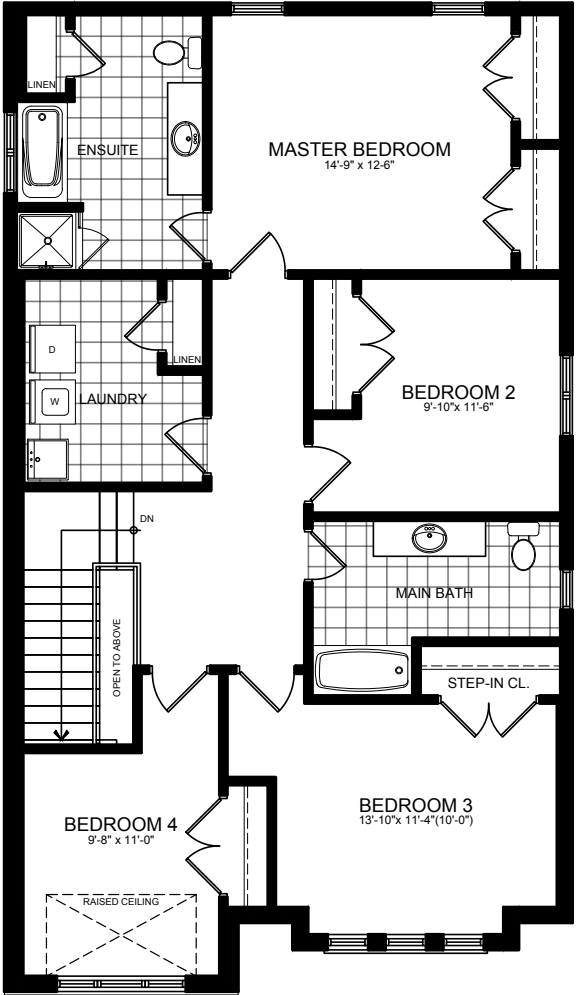 LINEN
ENSUITE
MASTER BEDROOM
14'-9" x 12-6"
D
LINEN
W
LAUNDRY
BEDROOM 2
9'-10"x 11'-6"
DN
MAIN BATH
OPEN TO ABOVE
STEP-IN CL.
BEDROOM 3
13'-10"x 11'-4"(10'-0")
BEDROOM 4
9'-8" x 11'-0"
RAISED CEILING